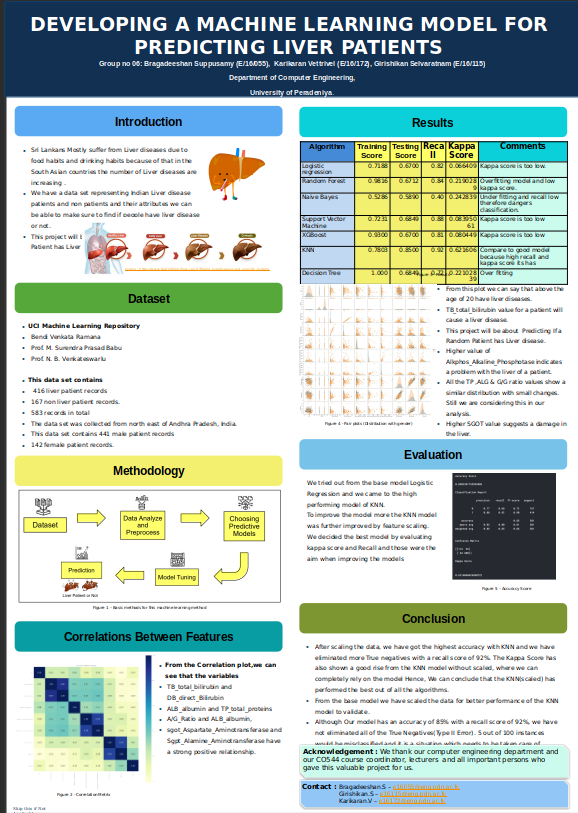 DEVELOPING A MACHINE LEARNING MODEL FOR
PREDICTING LIVER PATIENTS
Group no 06: Bragadeeshan Suppusamy (E/16/055), Karikaran Vettrivel (E/16/172), Girishikan Selvaratnam (E/16/115)
Department of Computer Engineering,
University of Peradeniya.
Introduction
Sri Lankans Mostly suffer from Liver diseases due to
food habits and drinking habits because of that in the
South Asian countries the number of Liver diseases are
increasing .
We have a data set representing Indian Liver disease
patients and non patients and their attributes we can
be able to make sure to find if people have liver disease
or not.
This project will b
Patient has Liver
Dataset
UCI Machine Learning Repository
Bendi Venkata Ramana
Prof. M. Surendra Prasad Babu
Prof. N. B. Venkateswarlu
This data set contains
416 liver patient records
167 non liver patient records.
583 records in total
The data set was collected from north east of Andhra Pradesh, India.
This data set contains 441 male patient records
142 female patient records.
Methodology
Dataset
Data Analyze
and
Preprocess
Choosing
Predictive
Models
Model Tuning
Prediction
Liver Patient or Not
Figure 1 - Basic methods for this machine learning method
Correlations Between Features
From the Correlation plot,we can
see that the variables
TB_total_bilirubin and
DB_direct_Bilirubin
ALB_albumin and TP_total_proteins
A/G_Ratio and ALB_albumin,
sgot_Aspartate_Aminotransferase and
Sgpt_Alamine_Aminotransferase have
a strong positive relationship.
Figure 2 - Correlation Matrix
Results
Algorithm Training Score Testing Score Recall Kappa Score Comments
Logistic regression 0.7188 0.6700 0.82 0.066409 Kappa score is too low.
Random Forest 0.9816 0.6712 0.84 0.2190289 Overfitting model and low kappa score.
Naive Bayes 0.5286 0.5890 0.40 0.242839 Under fitting and recall low therefore dangers classification.
Support Vector Machine 0.7231 0.6849 0.88 0.08395061 Kappa score is too low
XGBoost 0.9300 0.6700 0.81 0.080449 Kappa score is too low.
KNN 0.7803 0.8500 0.92 0.621606 Compare to good model because high recall and kappa score its has
Decision Tree 1.000 0.6849 0.72 0.22102839 Over fitting
From this plot we can say that above the
age of 20 have liver diseases.
TB_total_bilirubin value for a patient will
cause a liver disease.
This project will be about Predicting If a
Random Patient has Liver Disease.
Higher value of
Alkphos_Alkaline_Phosphotase indicates
a problem with the liver of a patient.
All the TP ,ALG & G/G ratio values show a
similar distribution with small changes.
Still we are considering this in our
analysis.
Higher SGOT value suggests a damage in
the liver.
Figure 4 - Pair plots (Distribution with gender)
Evaluation
We tried out from the base model Logistic
Regression and we came to the high
performing model of KNN.
To improve the model more the KNN model
was further improved by feature scaling.
We decided the best model by evaluating
kappa score and Recall and those were the
aim when improving the models
Figure 5 - Accuracy Score
Conclusion
After scaling the data, we have got the highest accuracy with KNN and we have
eliminated more True negatives with a recall score of 92%. The Kappa Score has
also shown a good rise from the KNN model without scaled, where we can
completely rely on the model Hence, We can conclude that the KNN(scaled) has
performed the best out of all the algorithms.
From the base model we have scaled the data for better performance of the KNN
model to validate.
Although Our model has an accuracy of 85% with a recall score of 92%, we have
not eliminated all of the True Negatives(Type II Error). 5 out of 100 instances
would be misclassified and it is a situation which needs to be taken care of
Acknowledgement : We thank our computer engineering department and
our CO544 course coordinator, lecturers and all important persons who
gave this valuable project for us.
Contact : Bragadeeshan.S –
Girishikan.S –
Karikaran.V –